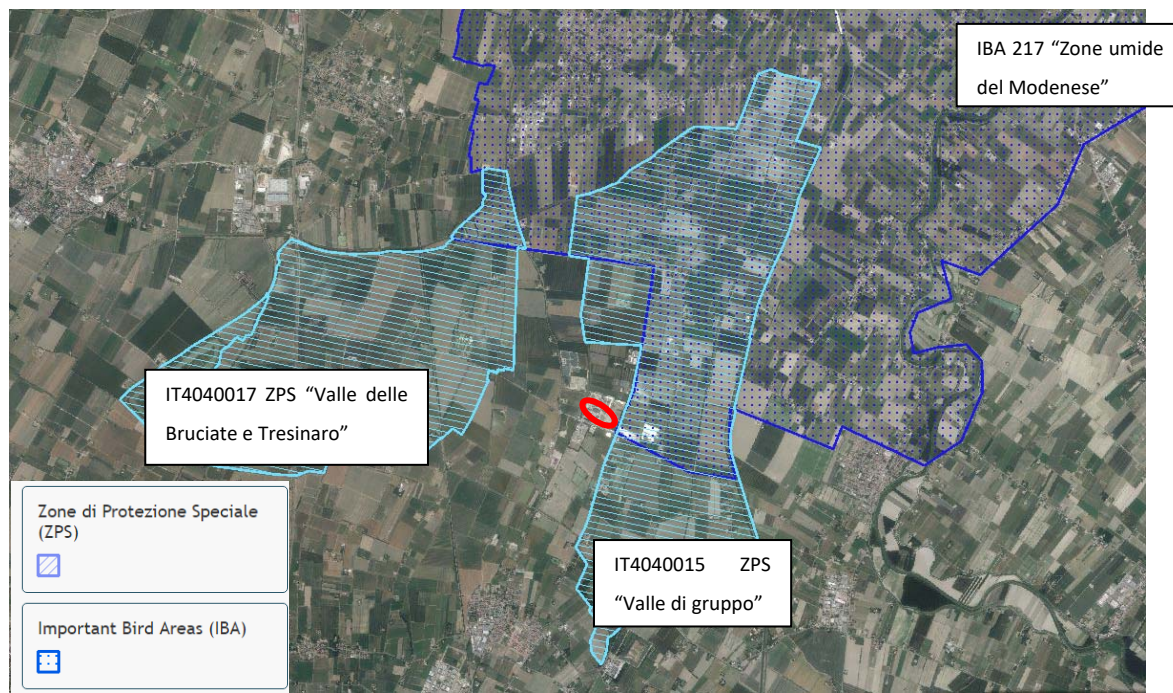 IBA 217 “Zone umide
del Modenese”
IT4040017 ZPS “Valle delle
Bruciate e Tresinaro”
IT4040015 ZPS
“Valle di gruppo”
Zone di Protezione Speciale
(ZPS)
Important Bird Areas (IBA)